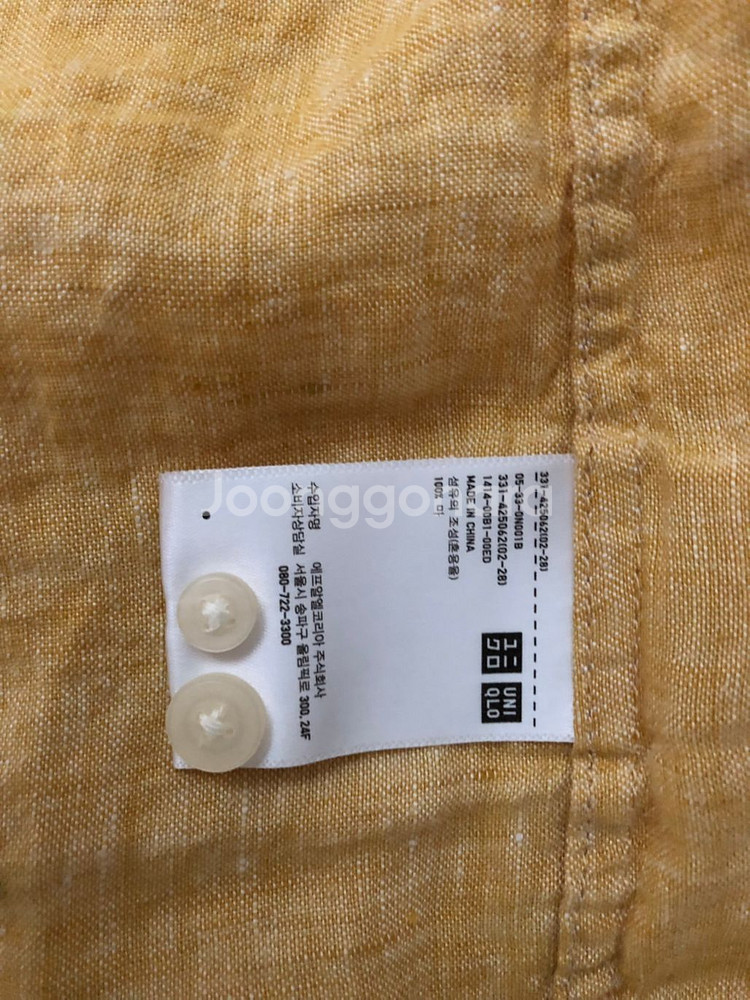 331-425062(02-28)
05-33-0N001B
331-425062(02-28)
1414-00B1-00ED
MADE IN CHINA
섬유의 조성(혼용율)
100% 마
ユニ
クロ
UNI
QLO
수입자명 에프알엘코리아 주식회사
소비자상담실 서울시 송파구 올림픽로 300, 24F
080-722-3300